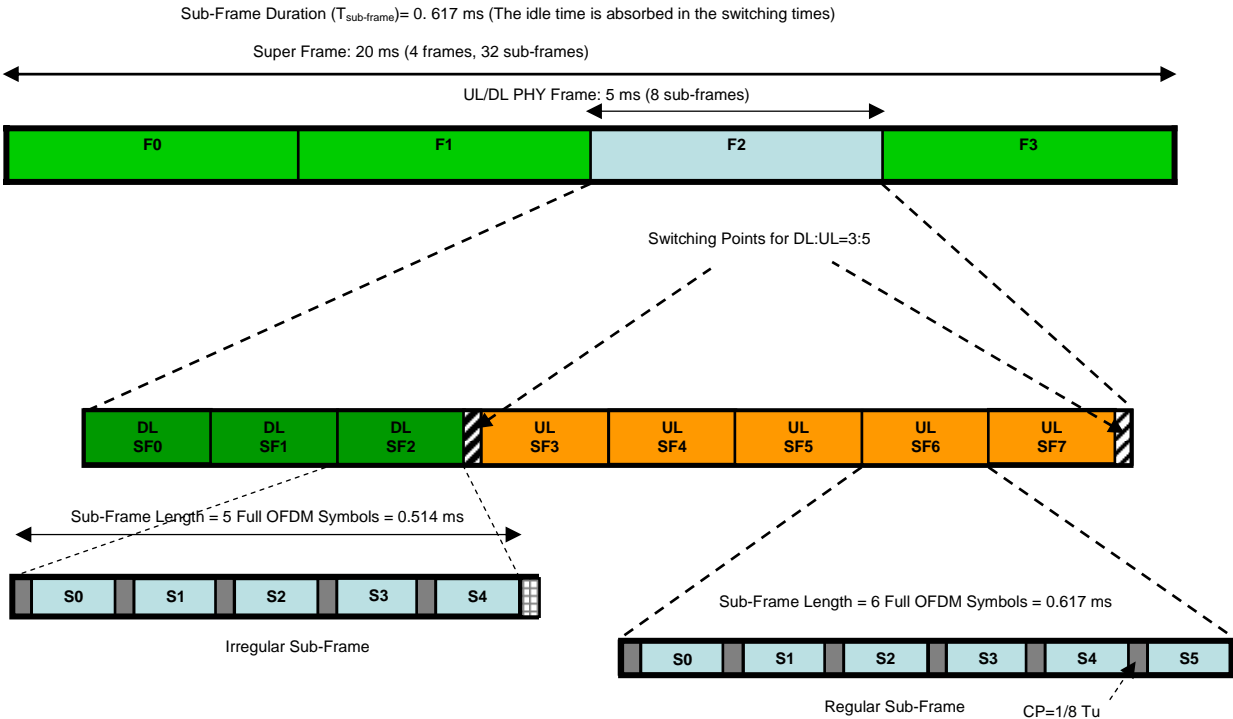 Sub-Frame Duration (Tsub-frame)= 0. 617 ms (The idle time is absorbed in the switching times)
Super Frame: 20 ms (4 frames, 32 sub-frames)
UL/DL PHY Frame: 5 ms (8 sub-frames)
F0 F1 F2 F3
Switching Points for DL:UL=3:5
DL DL DL UL UL UL UL UL
SF0 SF1 SF2 SF3 SF4 SF5 SF6 SF7
Sub-Frame Length = 5 Full OFDM Symbols = 0.514 ms
S0 S1 S2 S3 S4
Irregular Sub-Frame
Sub-Frame Length = 6 Full OFDM Symbols = 0.617 ms
S0 S1 S2 S3 S4 S5
Regular Sub-Frame
CP=1/8 Tu